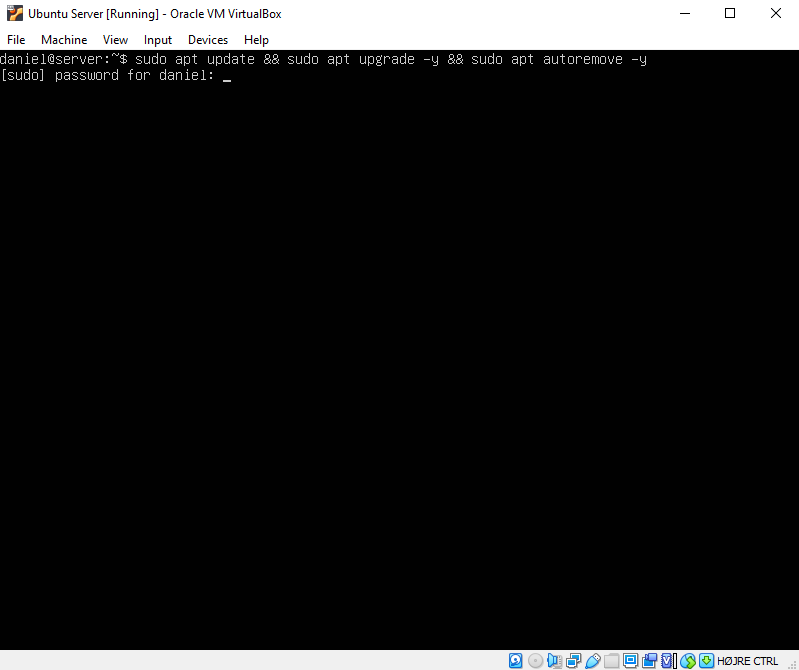 Ubuntu Server [Running] - Oracle VM VirtualBox
File Machine View Input Devices Help
daniel@server:~$ sudo apt update && sudo apt upgrade -y && sudo apt autoremove -y
[sudo] password for daniel: _
HØJRE CTRL